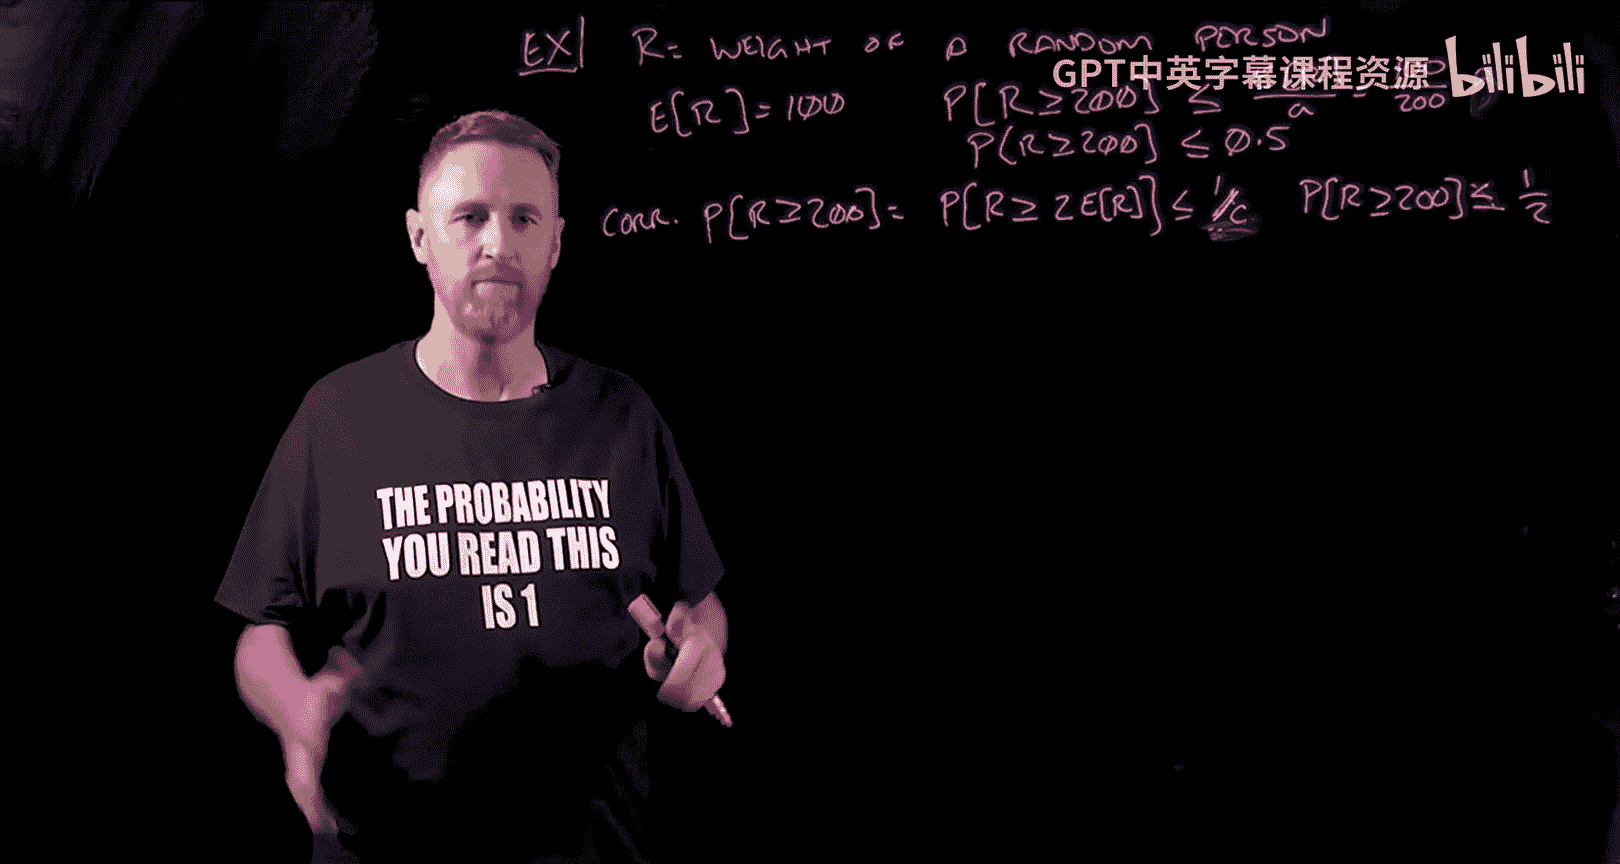 EX| R= WEIGHT OF A RANDOM PERSON
GPT中英字幕课程资源 bilibili
E[R]=100 P[R≥200] ≤ /a = /200
P(R≥200] ≤ 0.5
CORR. P[R≥200]= P[R≥ 2E[R]] ≤ 1/c P[R≥200] ≤ 1/2
THE PROBABILITY
YOU READ THIS
IS 1